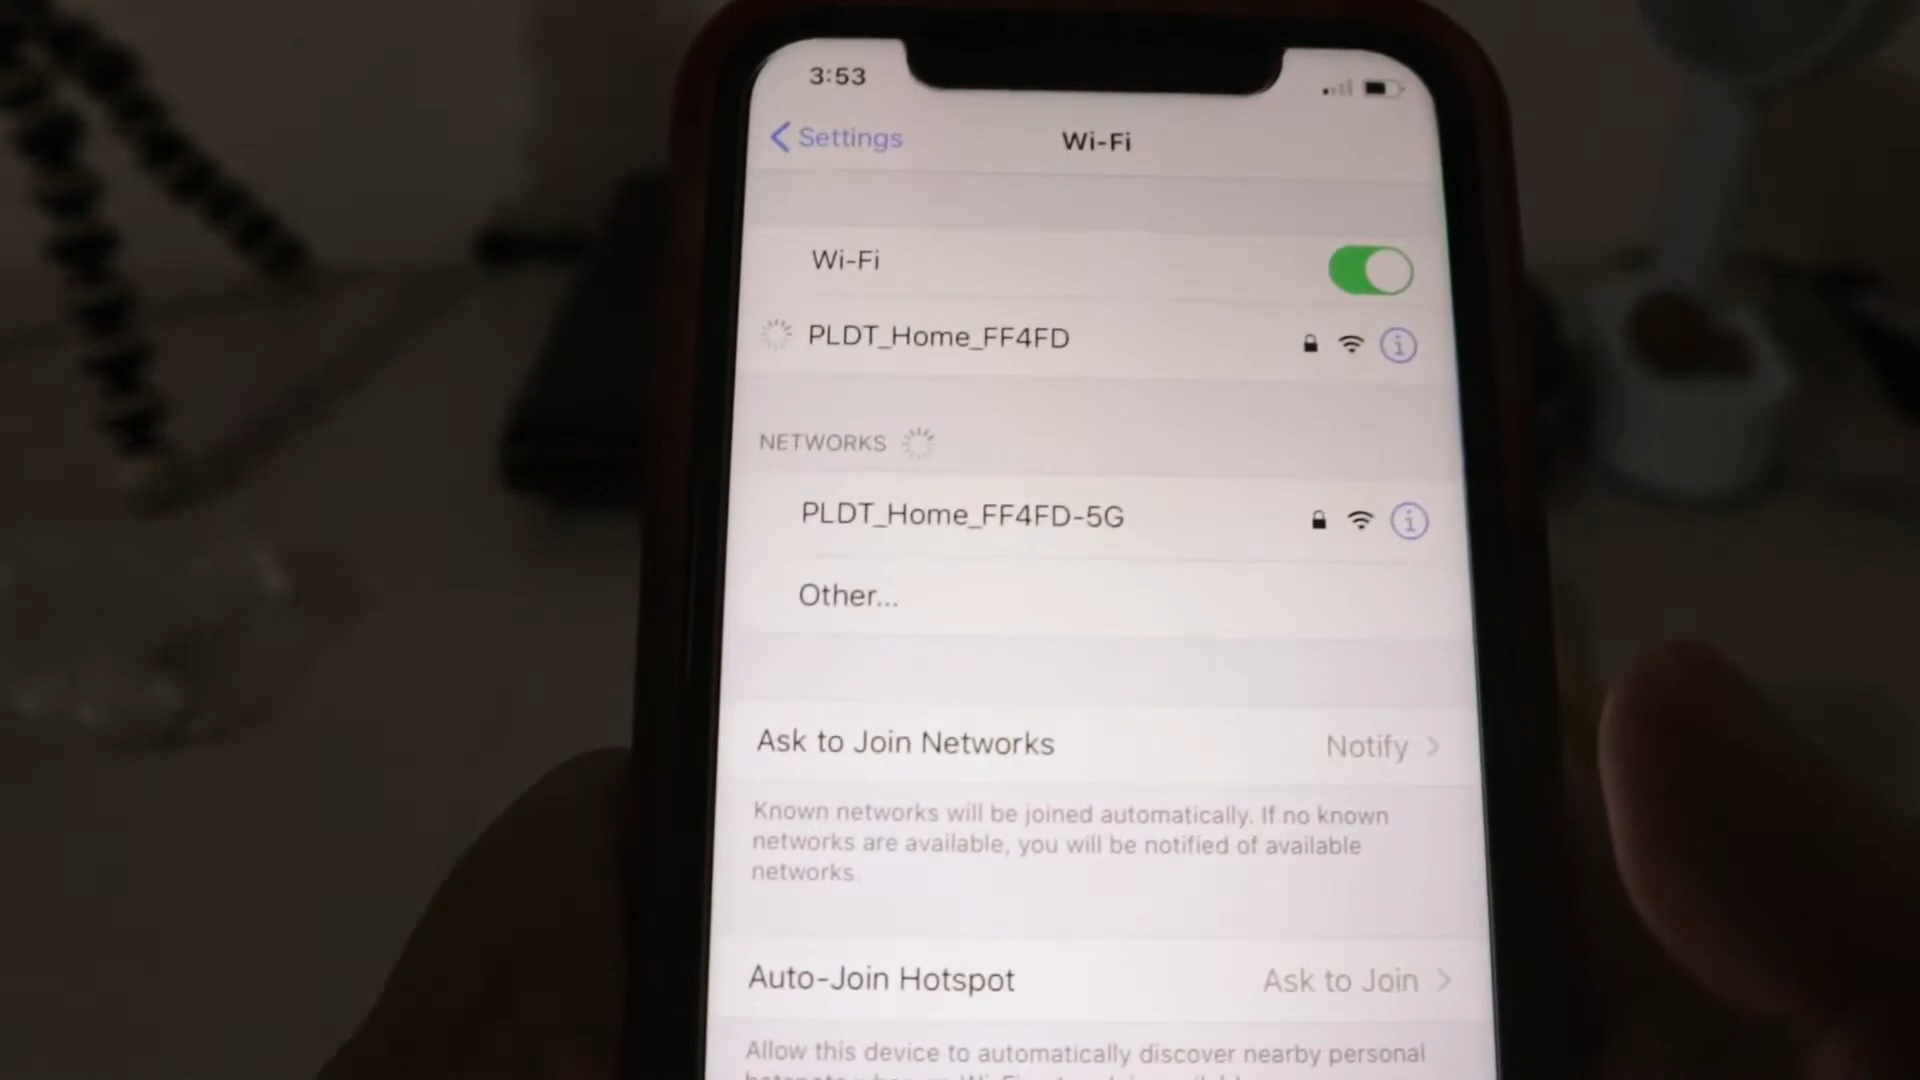 3:53
Settings
Wi-Fi
Wi-Fi
PLDT_Home_FF4FD
NETWORKS
PLDT_Home_FF4FD-5G
Other...
Ask to Join Networks
Notify
Known networks will be joined automatically. If no known
networks are available, you will be notified of available
networks.
Auto-Join Hotspot
Ask to Join
Allow this device to automatically discover nearby personal